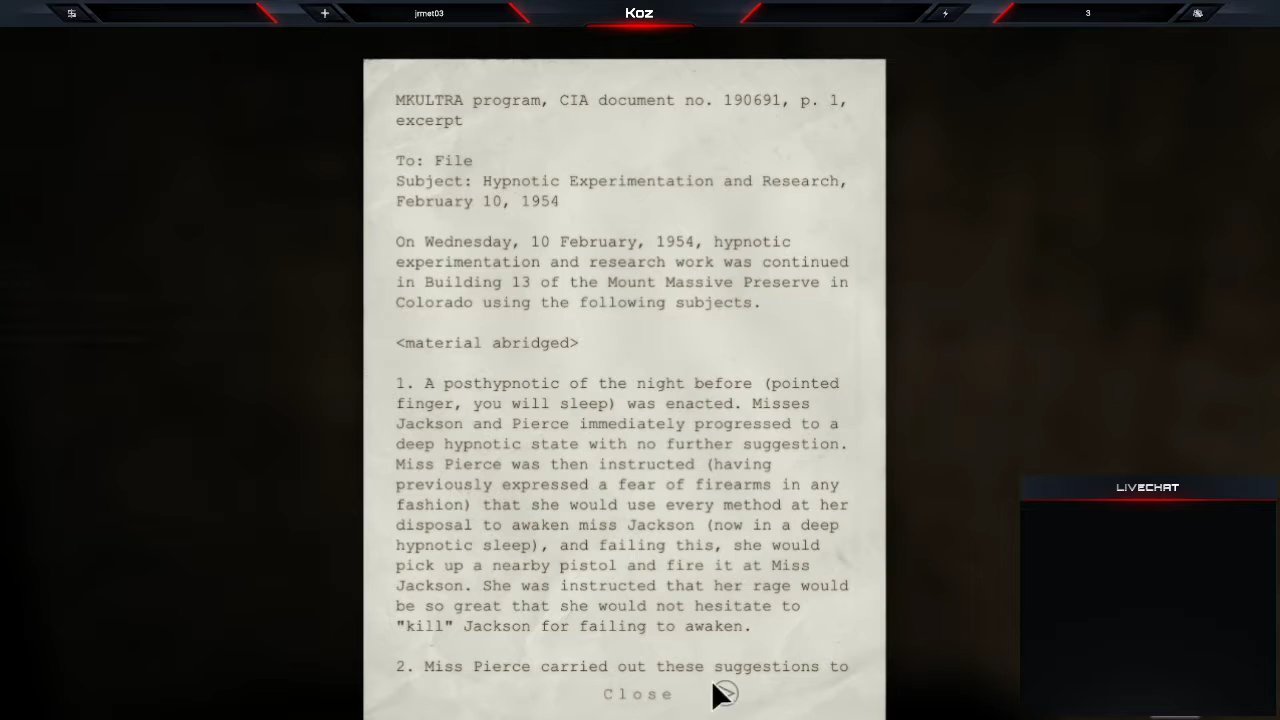 jrmet03
Koz
3
MKULTRA program, CIA document no. 190691, p. 1,
excerpt
To: File
Subject: Hypnotic Experimentation and Research,
February 10, 1954
On Wednesday, 10 February, 1954, hypnotic
experimentation and research work was continued
in Building 13 of the Mount Massive Preserve in
Colorado using the following subjects.
<material abridged>
1. A posthypnotic of the night before (pointed
finger, you will sleep) was enacted. Misses
Jackson and Pierce immediately progressed to a
deep hypnotic state with no further suggestion.
Miss Pierce was then instructed (having
previously expressed a fear of firearms in any
fashion) that she would use every method at her
disposal to awaken miss Jackson (now in a deep
hypnotic sleep), and failing this, she would
pick up a nearby pistol and fire it at Miss
Jackson. She was instructed that her rage would
be so great that she would not hesitate to
"kill" Jackson for failing to awaken.
2. Miss Pierce carried out these suggestions to
Close
LIVECHAT